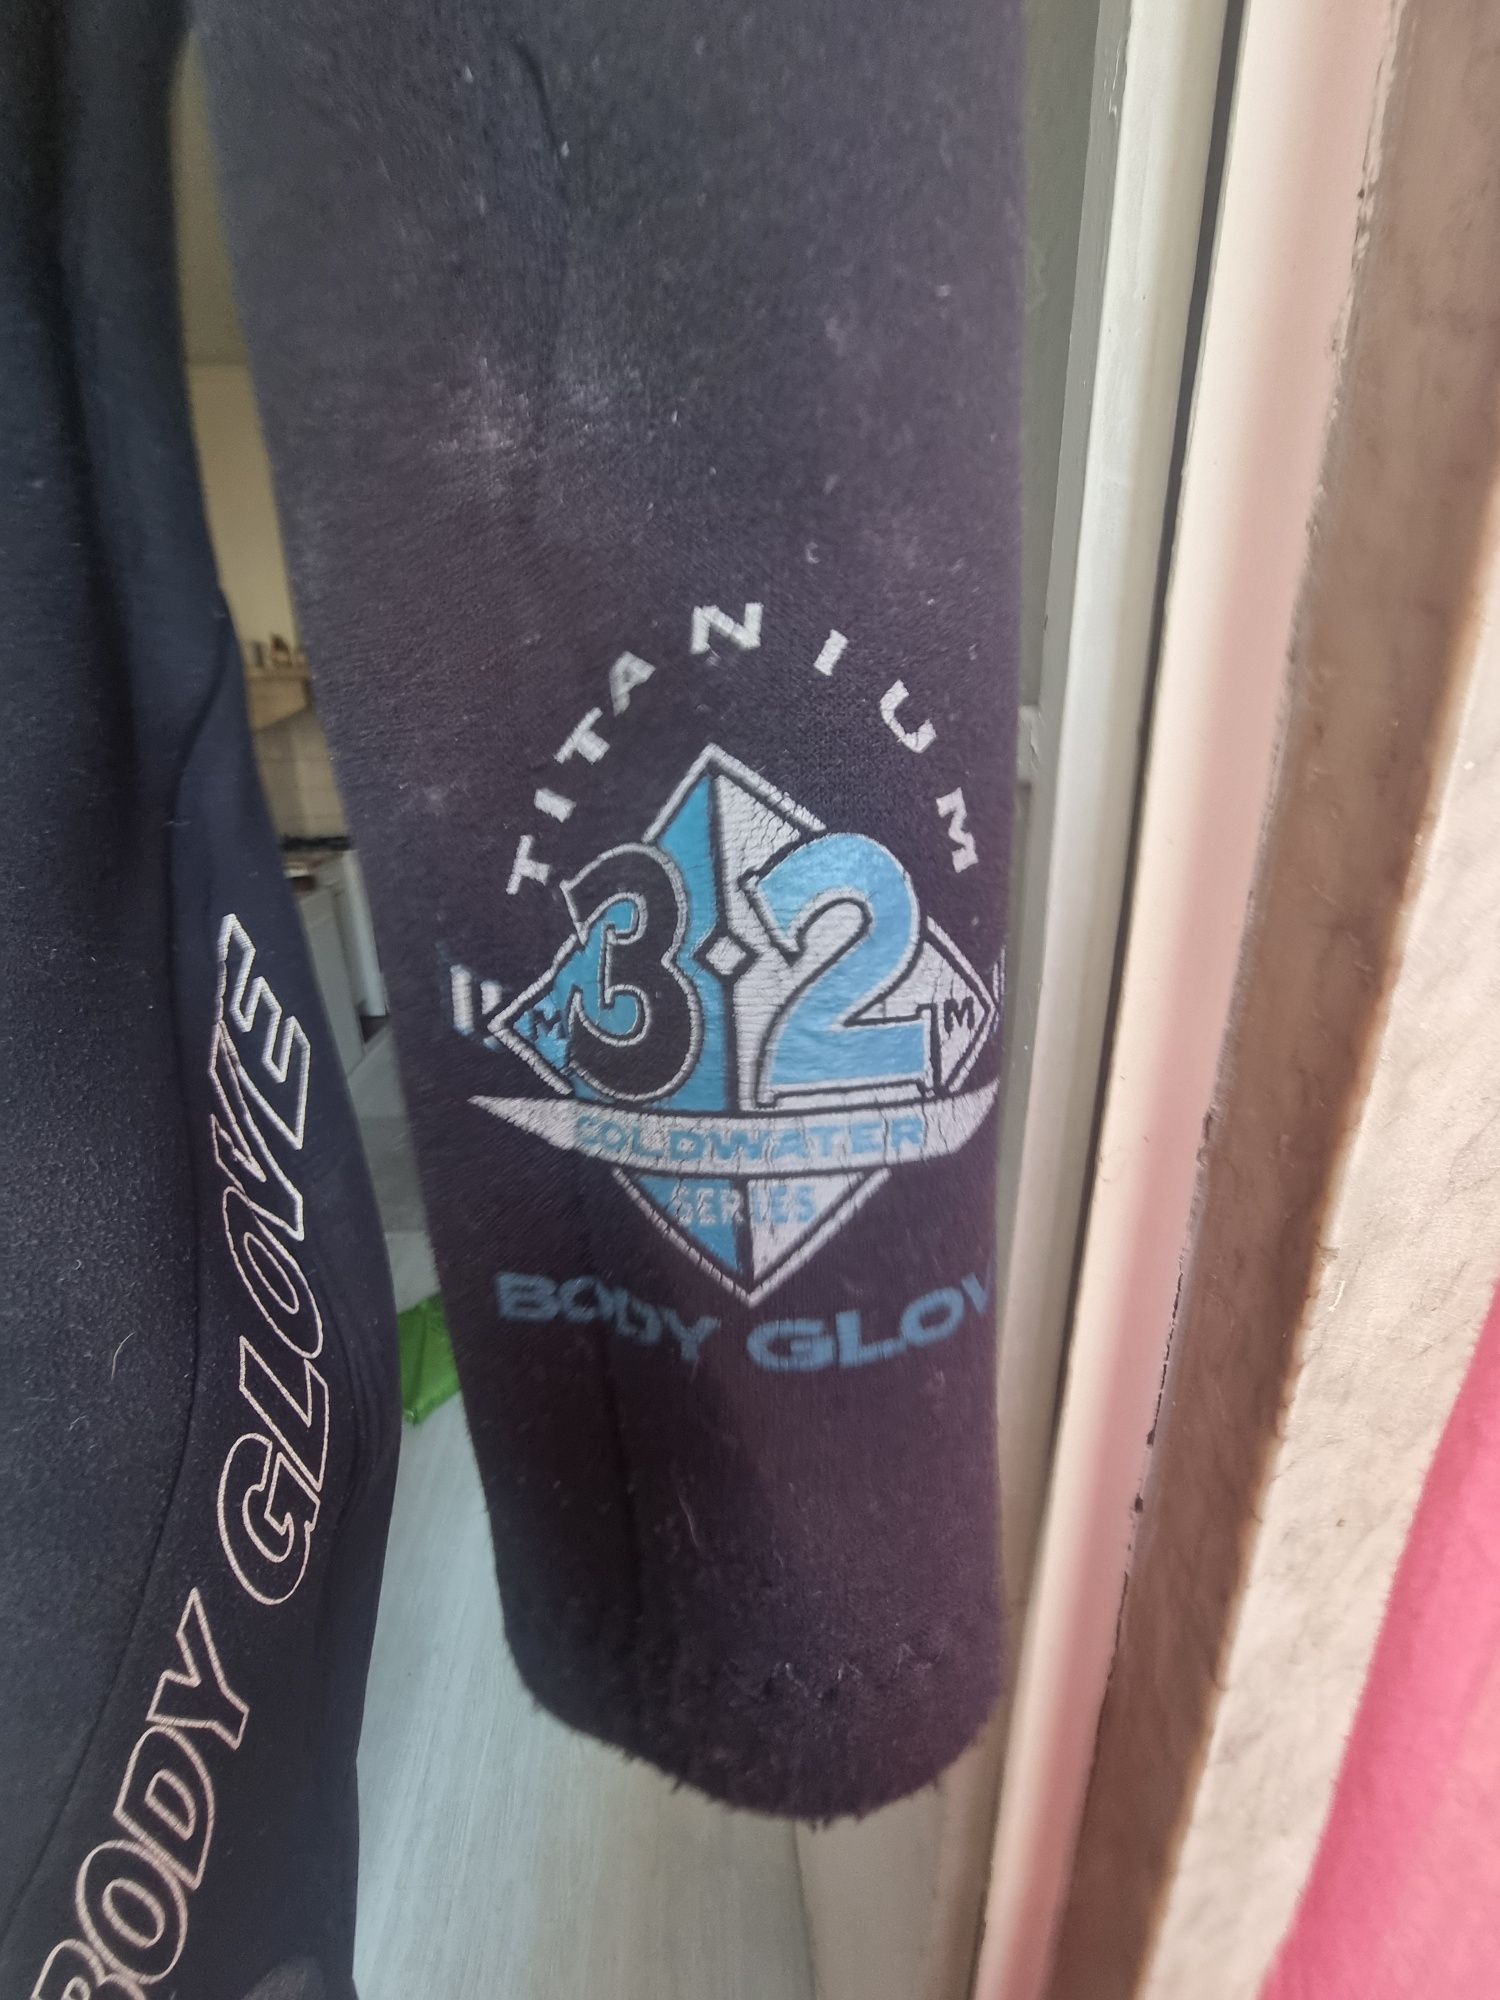 TITANIUM
3·2
M M
COLDWATER
SERIES
BODY GLOV
BODY GLOVE